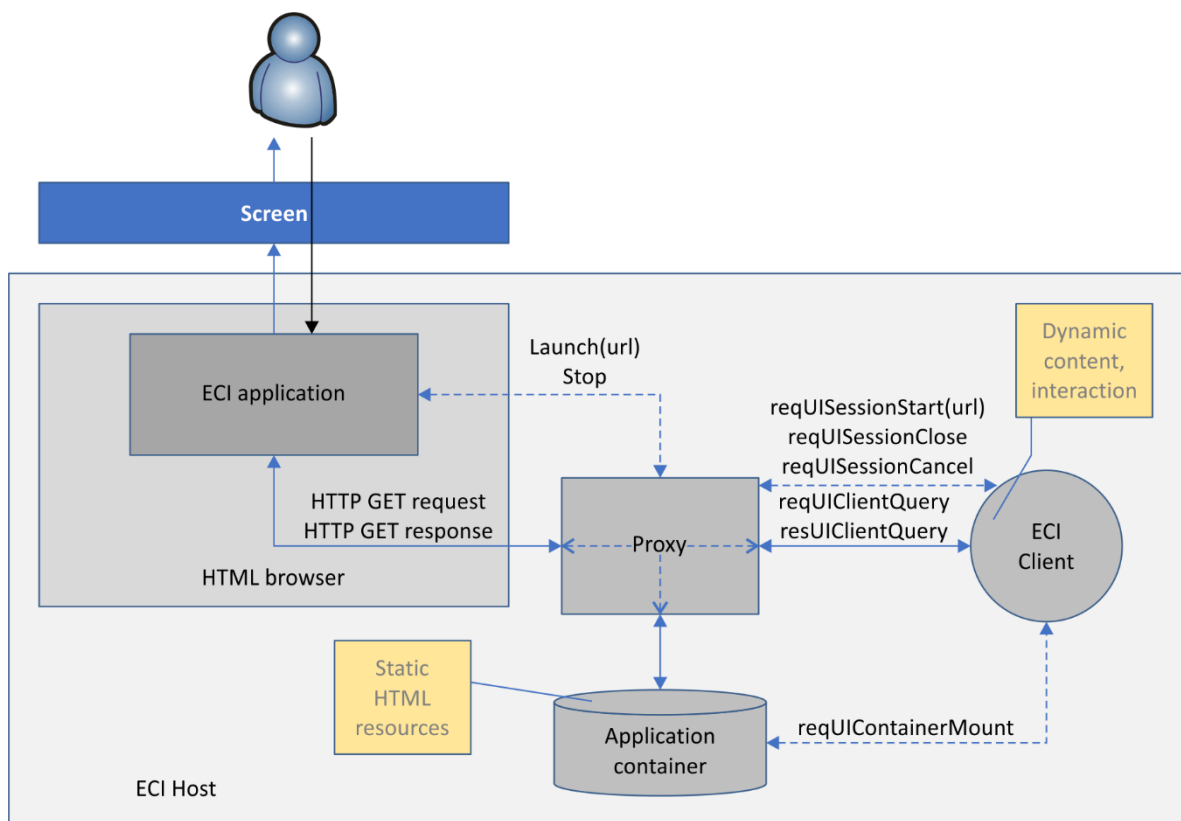 Screen
ECI application
Launch(url)
Stop
Dynamic
content,
interaction
reqUISessionStart(url)
reqUISessionClose
reqUISessionCancel
HTTP GET request
HTTP GET response
HTML browser
Proxy
reqUIClientQuery
resUIClientQuery
ECI
Client
Static
HTML
resources
Application
container
reqUIContainerMount
ECI Host